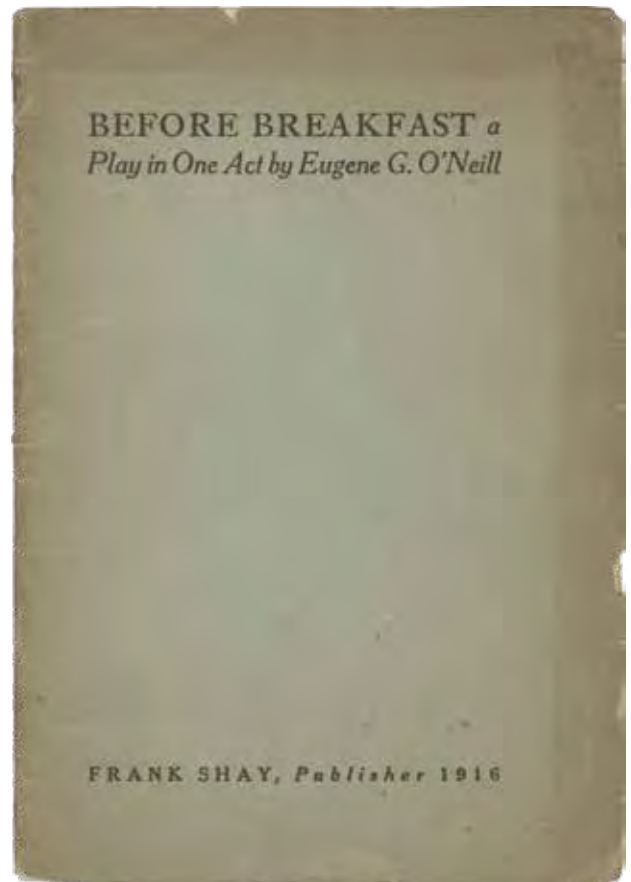 BEFORE BREAKFAST a
Play in One Act by Eugene G. O'Neill
FRANK SHAY, Publisher 1916